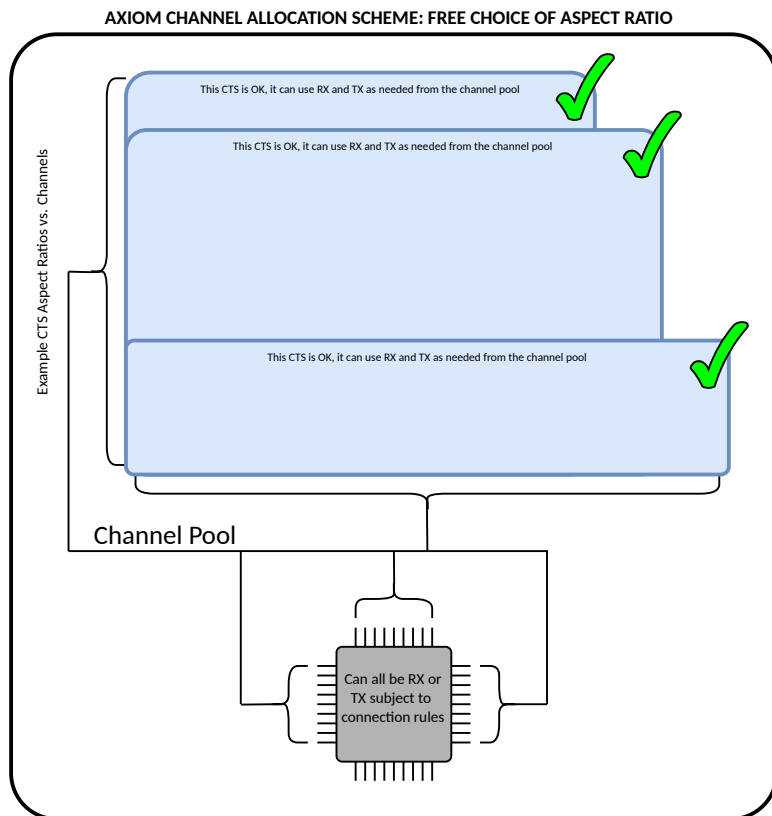 AXIOM CHANNEL ALLOCATION SCHEME: FREE CHOICE OF ASPECT RATIO
This CTS is OK, it can use RX and TX as needed from the channel pool
This CTS is OK, it can use RX and TX as needed from the channel pool
Example CTS Aspect Ratios vs. Channels
This CTS is OK, it can use RX and TX as needed from the channel pool
Channel Pool
Can all be RX or
TX subject to
connection rules